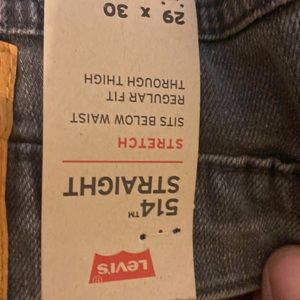 Levi's®
514™
STRAIGHT
STRETCH
SITS BELOW WAIST
REGULAR FIT
THROUGH THIGH
29 x 30